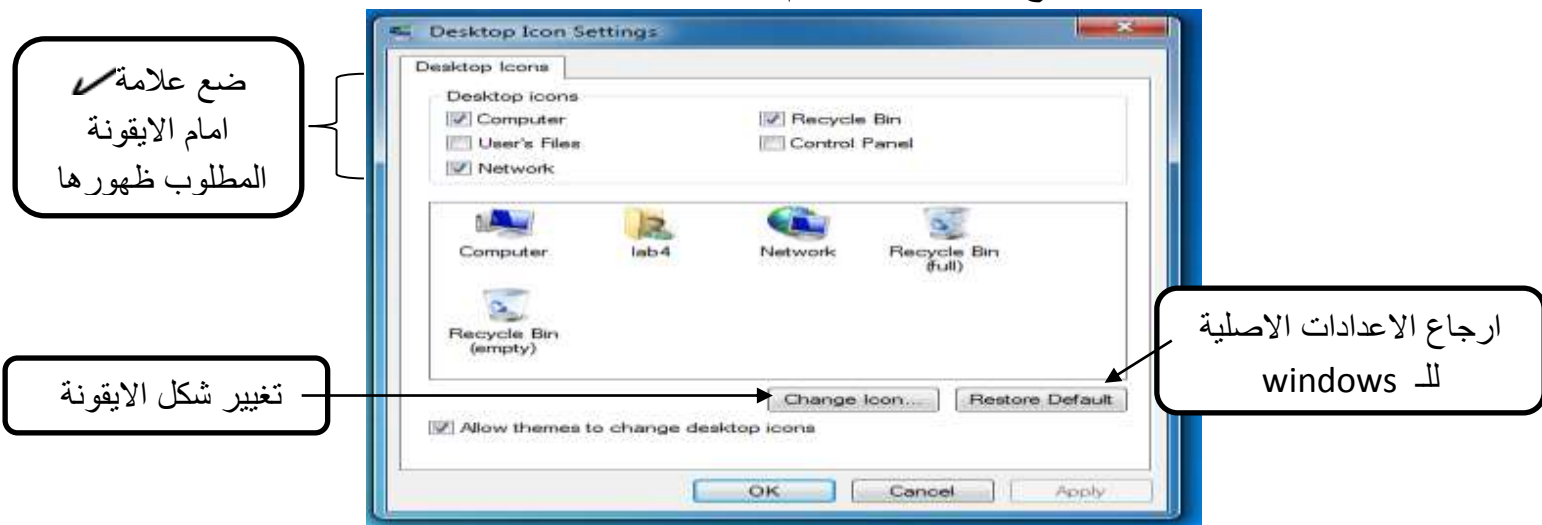 Desktop Icon Settings
Desktop Icons
Desktop icons
Computer
Recycle Bin
User's Files
Control Panel
Network
ضع علامة ✓
امام الايقونة
المطلوب ظهورها
Computer
lab4
Network
Recycle Bin
(full)
Recycle Bin
(empty)
ارجاع الاعدادات الاصلية
للـ windows
تغيير شكل الايقونة
Change Icon...
Restore Default
Allow themes to change desktop icons
OK
Cancel
Apply